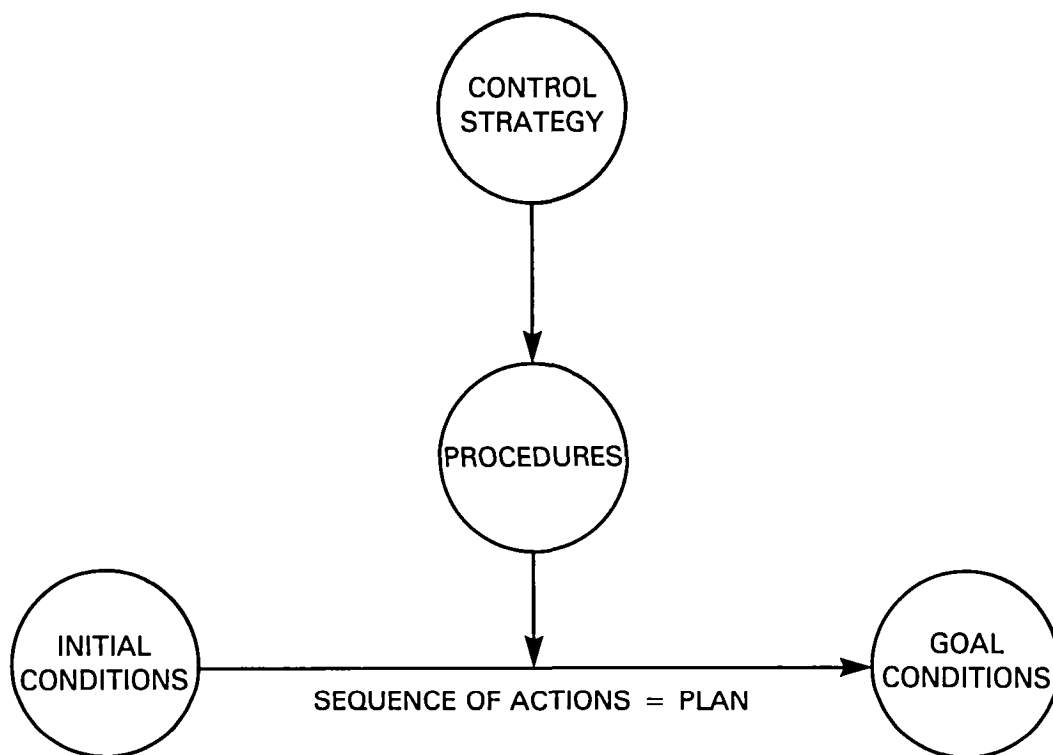 CONTROL
STRATEGY
PROCEDURES
INITIAL
CONDITIONS
SEQUENCE OF ACTIONS = PLAN
GOAL
CONDITIONS